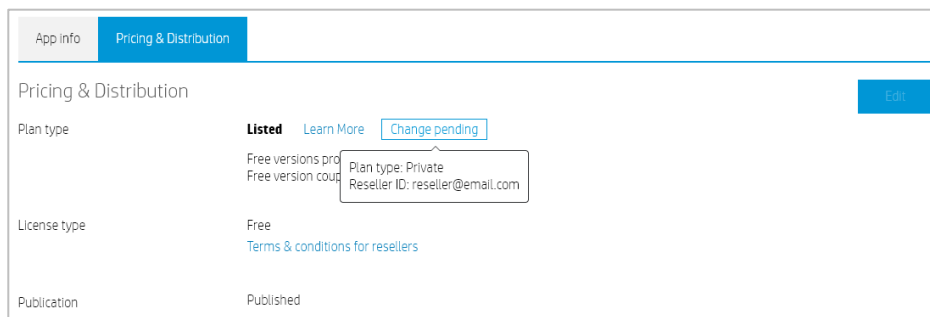 App info
Pricing & Distribution
Pricing & Distribution
Edit
Plan type
Listed Learn More Change pending
Free versions pro
Free version coup
Plan type: Private
Reseller ID: reseller@email.com
License type
Free
Terms & conditions for resellers
Publication
Published